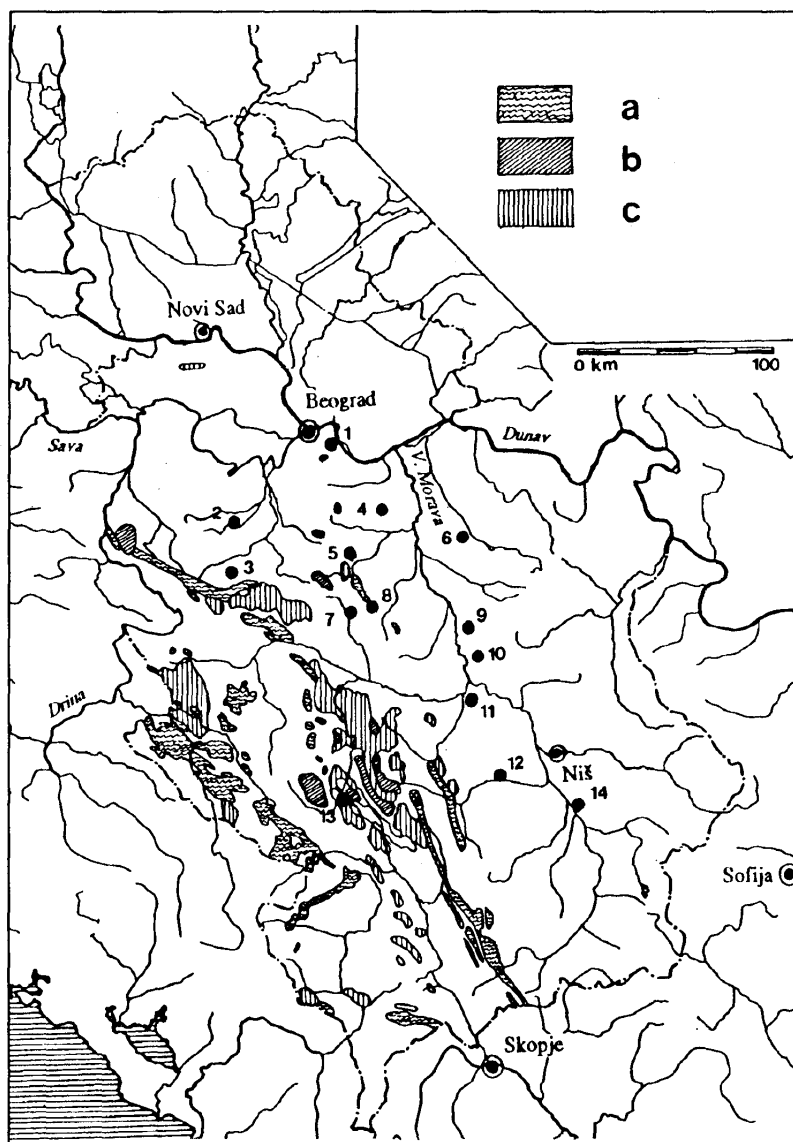 a
b
c
Novi Sad
0 km 100
Beograd
1
Sava
Dunav
V. Morava
2
4
6
5
3
8
7
9
10
11
Drina
12
Niš
13
14
Sofija
Skopje